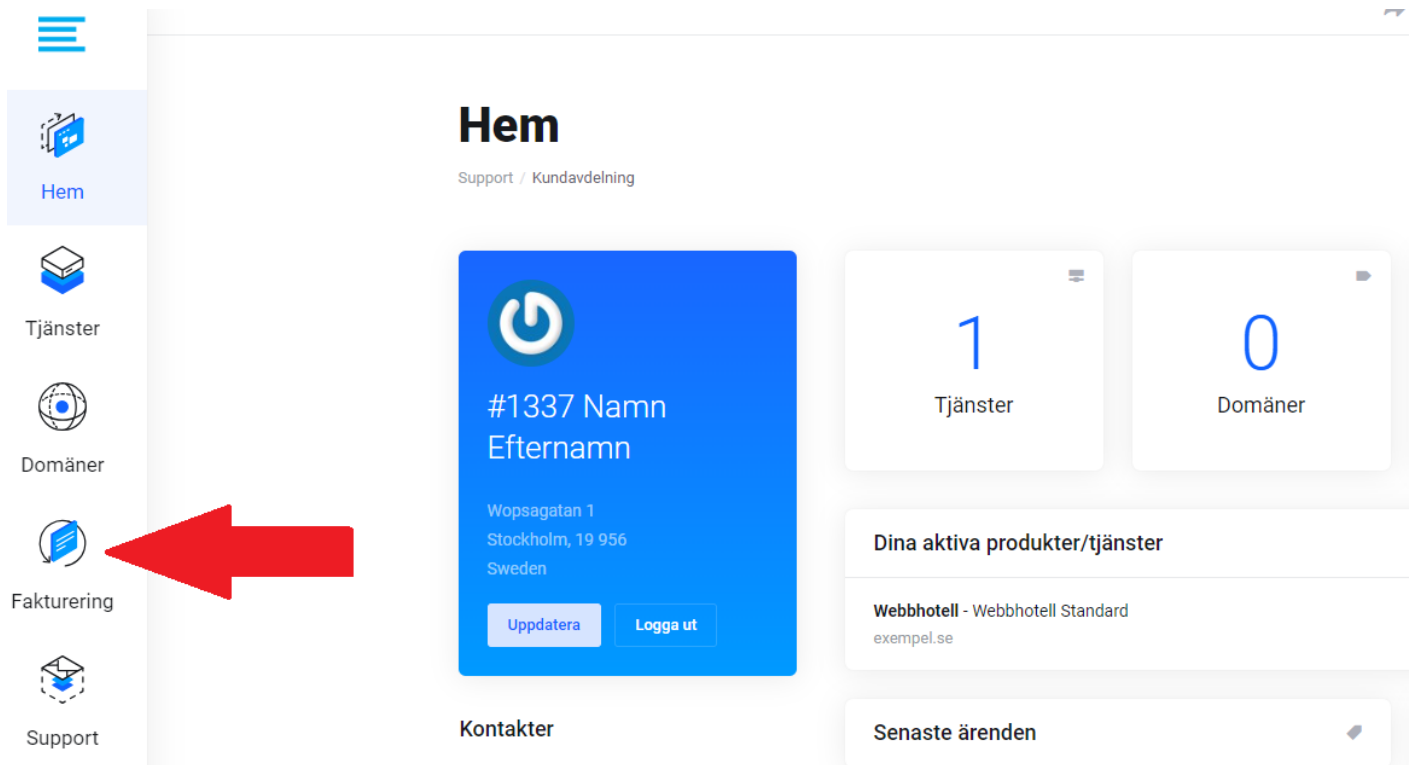 Hem
Tjänster
Domäner
Fakturering
Support
Hem
Support / Kundavdelning
#1337 Namn
Efternamn
Wopsagatan 1
Stockholm, 19 956
Sweden
Uppdatera
Logga ut
Kontakter
1
Tjänster
0
Domäner
Dina aktiva produkter/tjänster
Webbhotell - Webbhotell Standard
exempel.se
Senaste ärenden